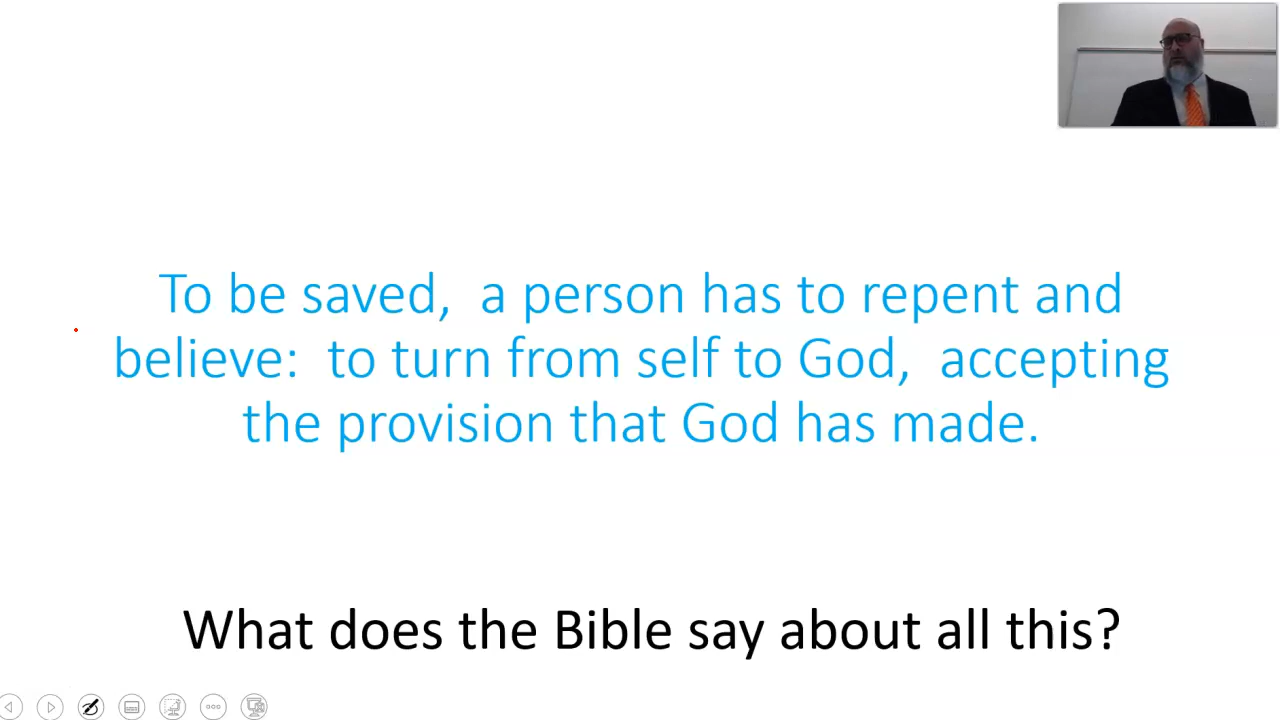 To be saved,  a person has to repent and
believe:  to turn from self to God,  accepting
the provision that God has made.
What does the Bible say about all this?